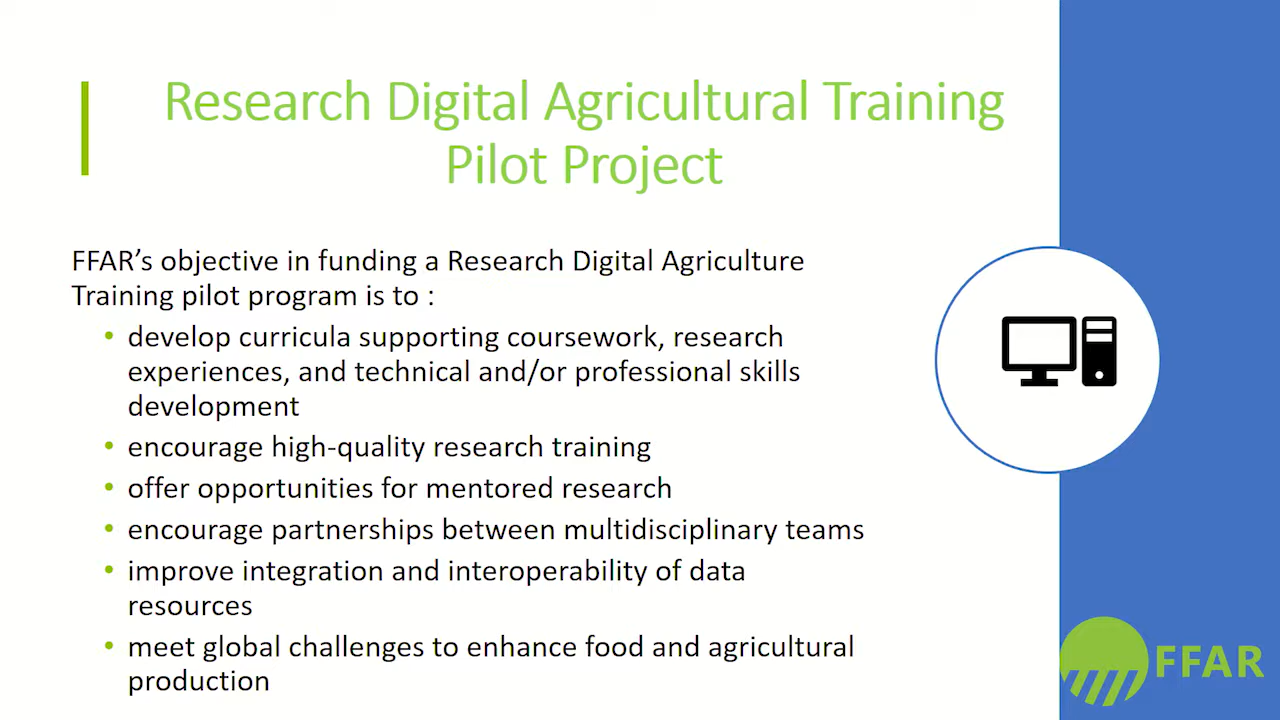 Research Digital Agricultural Training
Pilot Project
FFAR’s objective in funding a Research Digital Agriculture
Training pilot program is to :
• develop curricula supporting coursework, research
experiences, and technical and/or professional skills
development
• encourage high-quality research training
• offer opportunities for mentored research
• encourage partnerships between multidisciplinary teams
• improve integration and interoperability of data
resources
• meet global challenges to enhance food and agricultural
production
FFAR